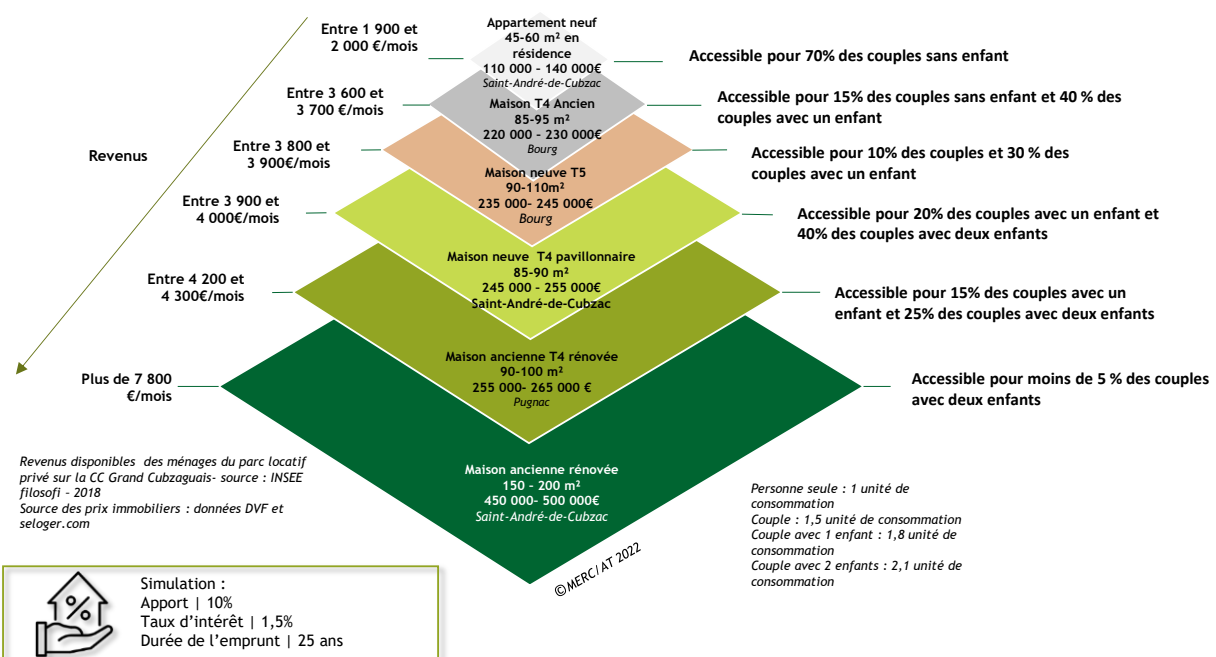 Revenus
Entre 1 900 et
2 000 €/mois
Appartement neuf
45-60 m² en
résidence
110 000 - 140 000€
Saint-André-de-Cubzac
Accessible pour 70% des couples sans enfant
Entre 3 600 et
3 700 €/mois
Maison T4 Ancien
85-95 m²
220 000 - 230 000€
Bourg
Accessible pour 15% des couples sans enfant et 40 % des
couples avec un enfant
Entre 3 800 et
3 900€/mois
Maison neuve T5
90-110m²
235 000- 245 000€
Bourg
Accessible pour 10% des couples et 30 % des
couples avec un enfant
Entre 3 900 et
4 000€/mois
Maison neuve T4 pavillonnaire
85-90 m²
245 000 - 255 000€
Saint-André-de-Cubzac
Accessible pour 20% des couples avec un enfant et
40% des couples avec deux enfants
Entre 4 200 et
4 300€/mois
Maison ancienne T4 rénovée
90-100 m²
255 000- 265 000 €
Pugnac
Accessible pour 15% des couples avec un
enfant et 25% des couples avec deux enfants
Plus de 7 800
€/mois
Maison ancienne rénovée
150 - 200 m²
450 000- 500 000€
Saint-André-de-Cubzac
Accessible pour moins de 5 % des couples
avec deux enfants
Revenus disponibles des ménages du parc locatif
privé sur la CC Grand Cubzaguais- source : INSEE
filosofi - 2018
Source des prix immobiliers : données DVF et
seloger.com
©MERC/AT 2022
Personne seule : 1 unité de
consommation
Couple : 1,5 unité de consommation
Couple avec 1 enfant : 1,8 unité de
consommation
Couple avec 2 enfants : 2,1 unité de
consommation
%
Simulation :
Apport | 10%
Taux d’intérêt | 1,5%
Durée de l’emprunt | 25 ans